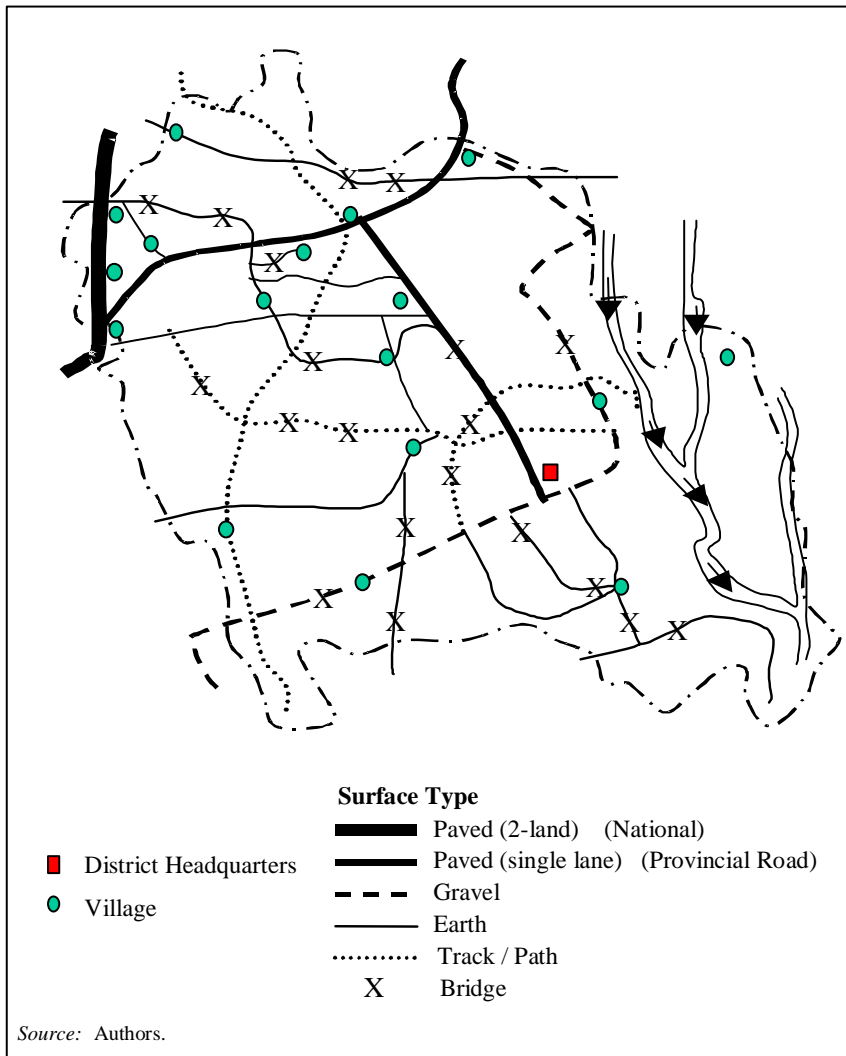 Surface Type
Paved (2-land) (National)
District Headquarters
Paved (single lane) (Provincial Road)
Village
Gravel
Earth
Track / Path
X Bridge
Source: Authors.